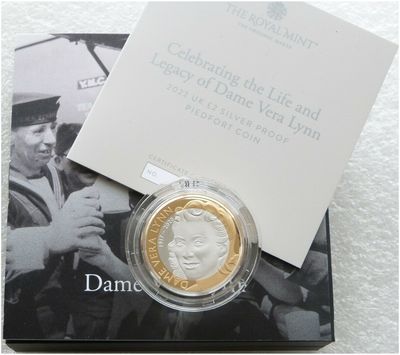 THE ROYAL MINT
THE ORIGINAL MAKER
Celebrating the Life and
Legacy of Dame Vera Lynn
2022 UK £2 SILVER PROOF
PIEDFORT COIN
CERTIFICATE
NO.
DAME VERA LYNN
Dame